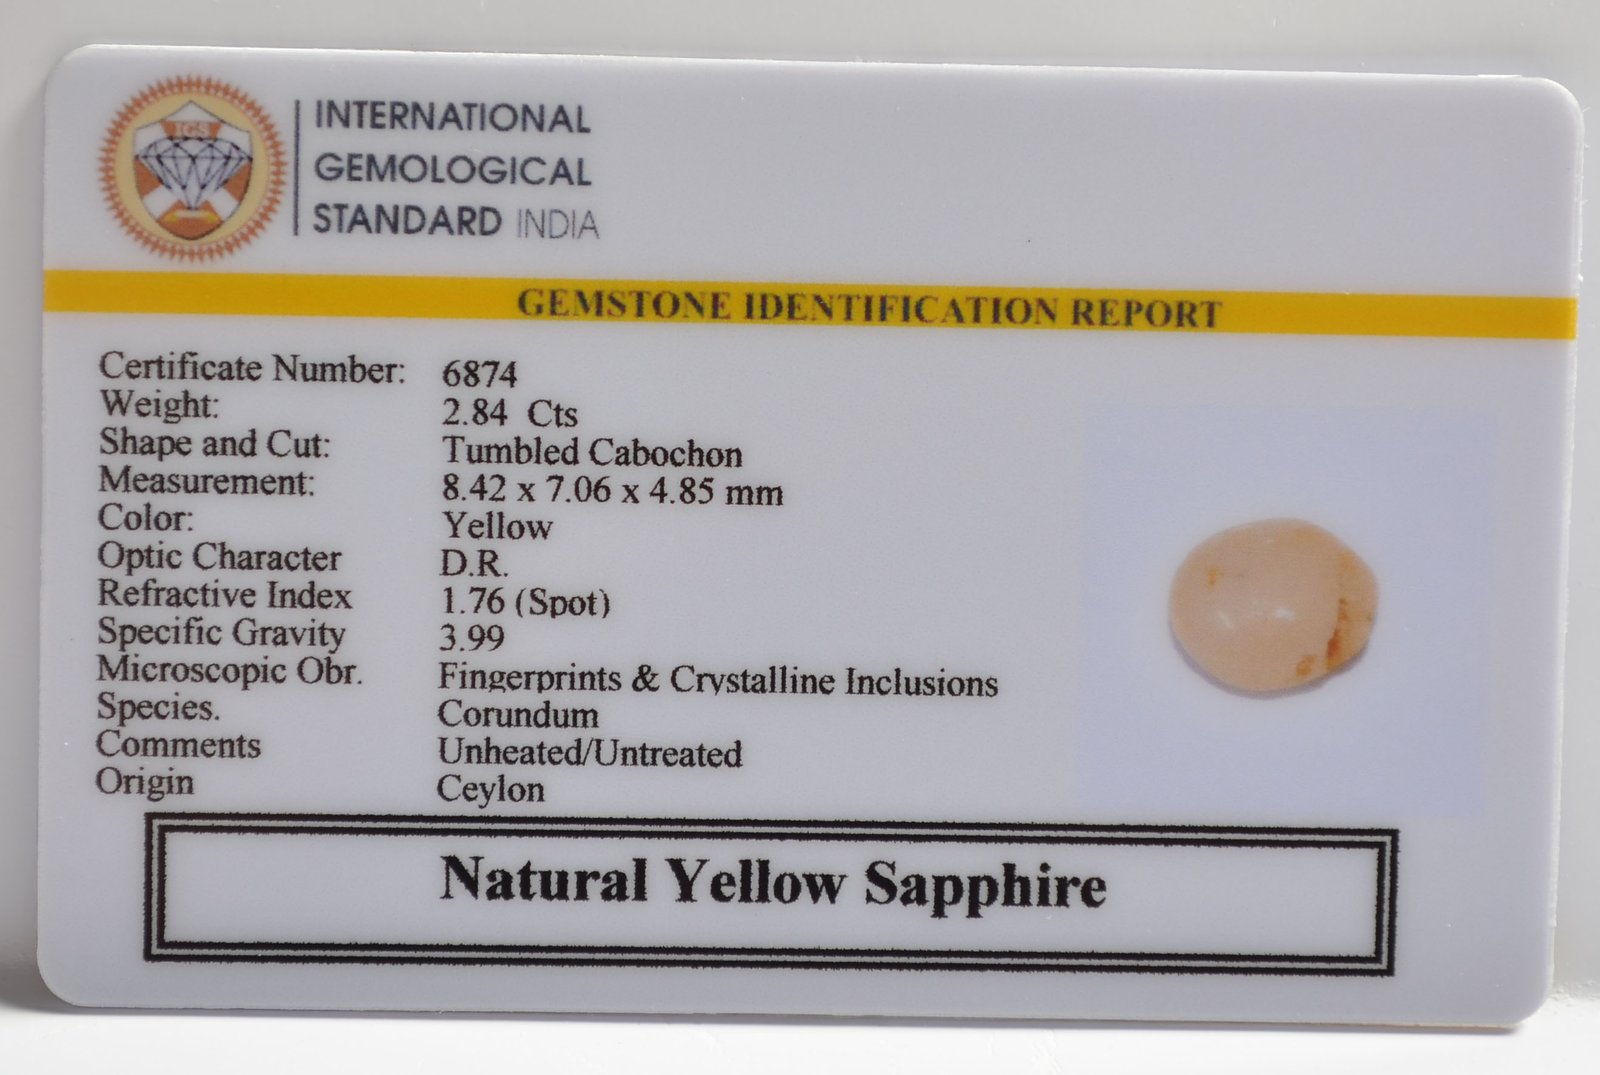 IGS
INTERNATIONAL
GEMOLOGICAL
STANDARD INDIA
GEMSTONE IDENTIFICATION REPORT
Certificate Number: 6874
Weight: 2.84 Cts
Shape and Cut: Tumbled Cabochon
Measurement: 8.42 x 7.06 x 4.85 mm
Color: Yellow
Optic Character D.R.
Refractive Index 1.76 (Spot)
Specific Gravity 3.99
Microscopic Obr. Fingerprints & Crystalline Inclusions
Species. Corundum
Comments Unheated/Untreated
Origin Ceylon
Natural Yellow Sapphire